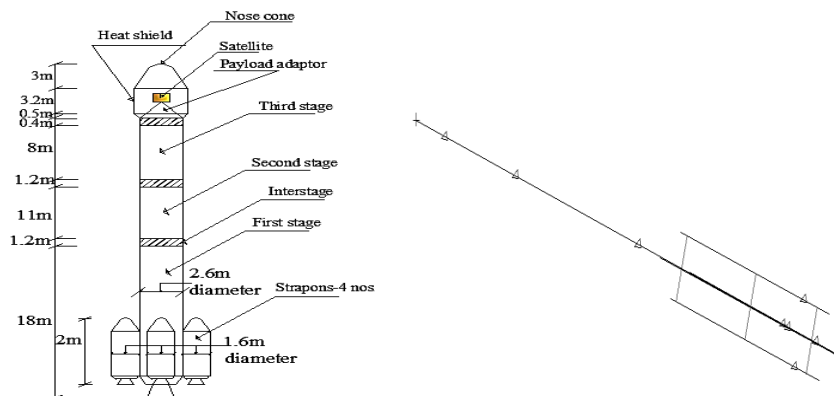 Nose cone
Heat shield
Satellite
Payload adaptor
3m
3.2m
0.5m
0.4m
Third stage
8m
Second stage
1.2m
Interstage
11m
First stage
1.2m
2.6m
diameter
Strapons-4 nos
18m
2m
1.6m
diameter